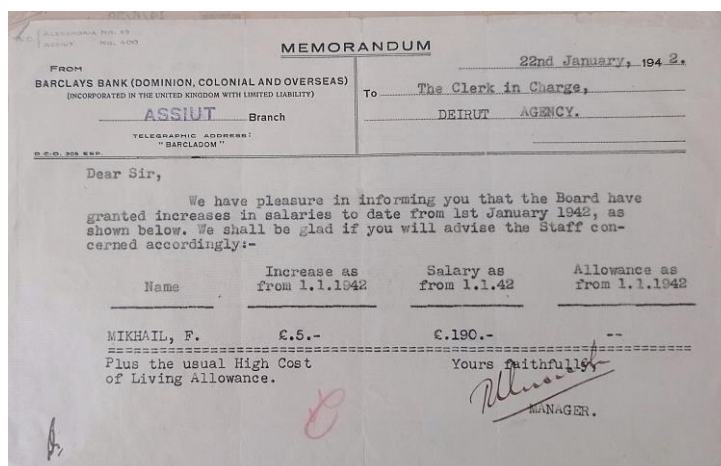 ALEXANDRIA
ASSIUT
MEMORANDUM
FROM
BARCLAYS BANK (DOMINION, COLONIAL AND OVERSEAS)
(INCORPORATED IN THE UNITED KINGDOM WITH LIMITED LIABILITY)
ASSIUT Branch
TELEGRAPHIC ADDRESS:
"BARCLADOM"
22nd January, 1942.
To The Clerk in Charge,
DEIRUT AGENCY.
Dear Sir,
We have pleasure in informing you that the Board have
granted increases in salaries to date from 1st January 1942, as
shown below. We shall be glad if you will advise the Staff con-
cerned accordingly:-
Name Increase as from 1.1.1942 Salary as from 1.1.42 Allowance as from 1.1.1942
MIKHAIL, F. £.5.- £.190.- --
Plus the usual High Cost Yours faithfully,
of Living Allowance.
MANAGER.